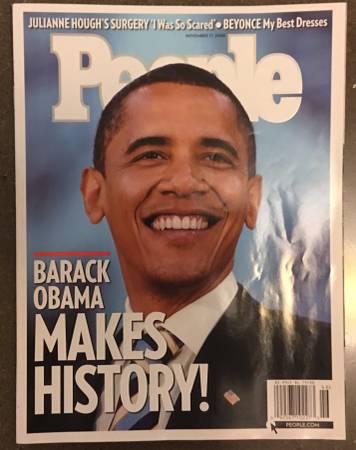 JULIANNE HOUGH'S SURGERY 'I Was So Scared' • BEYONCE My Best Dresses
People
BARACK
OBAMA
MAKES
HISTORY!
PEOPLE.COM